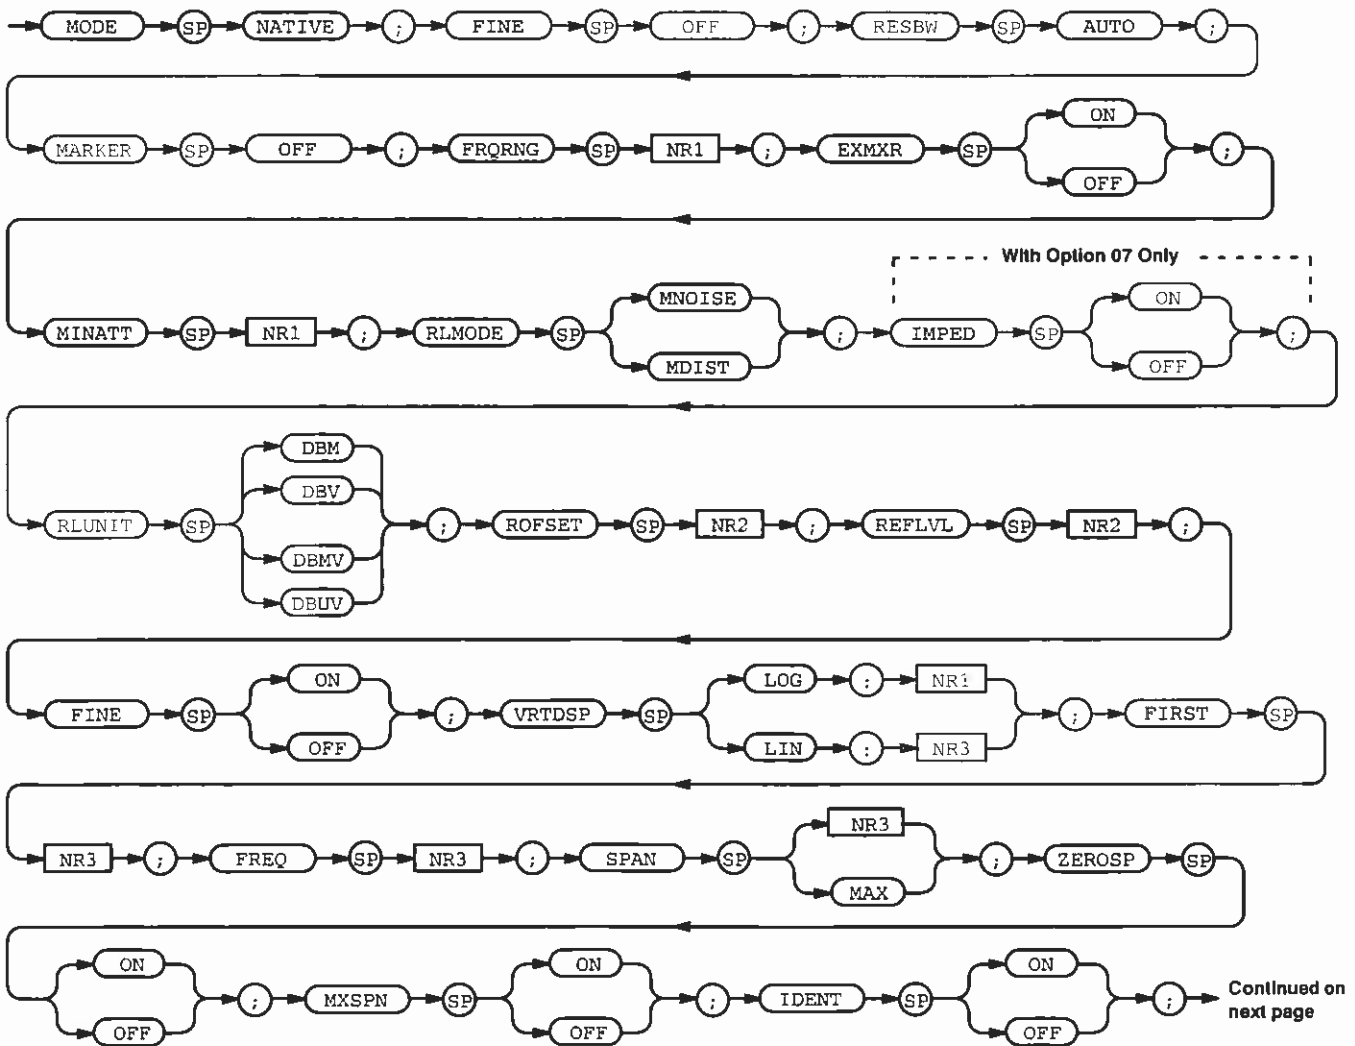 MODE SP NATIVE ; FINE SP OFF ; RESBW SP AUTO ;
MARKER SP OFF ; FRQRNG SP NR1 ; EXMXR SP ON OFF ;
With Option 07 Only
MINATT SP NR1 ; RLMODE SP MNOISE MDIST ; IMPED SP ON OFF ;
RLUNIT SP DBM DBV DBMV DBUV ; ROFSET SP NR2 ; REFLVL SP NR2 ;
FINE SP ON OFF ; VRTDSP SP LOG : NR1 LIN : NR3 ; FIRST SP
NR3 ; FREQ SP NR3 ; SPAN SP NR3 MAX ; ZEROSP SP
ON OFF ; MXSPN SP ON OFF ; IDENT SP ON OFF ;
Continued on
next page